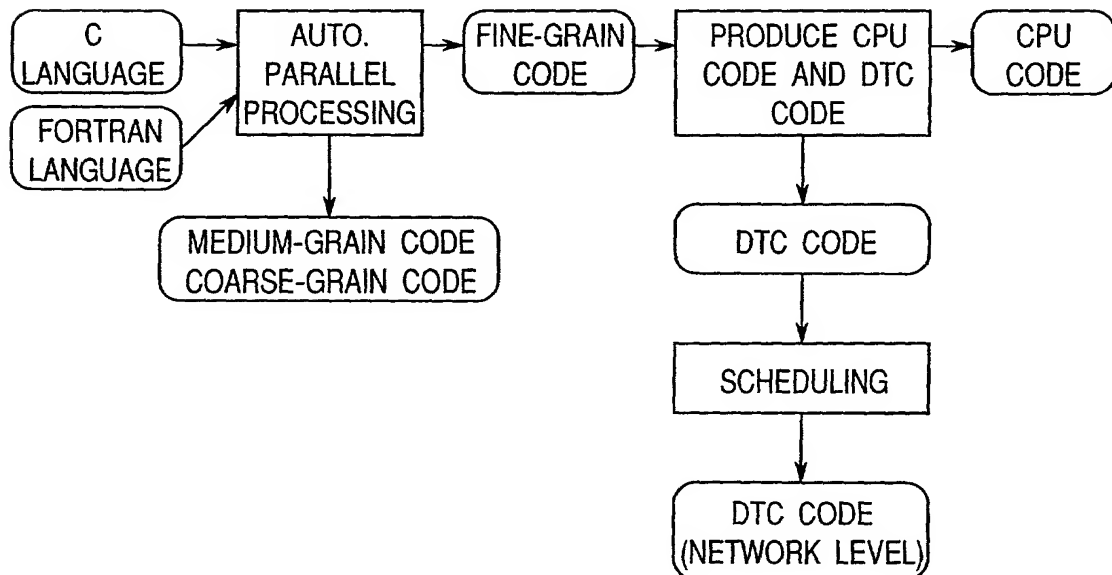 C
LANGUAGE
FORTRAN
LANGUAGE
AUTO.
PARALLEL
PROCESSING
MEDIUM-GRAIN CODE
COARSE-GRAIN CODE
FINE-GRAIN
CODE
PRODUCE CPU
CODE AND DTC
CODE
CPU
CODE
DTC CODE
SCHEDULING
DTC CODE
(NETWORK LEVEL)